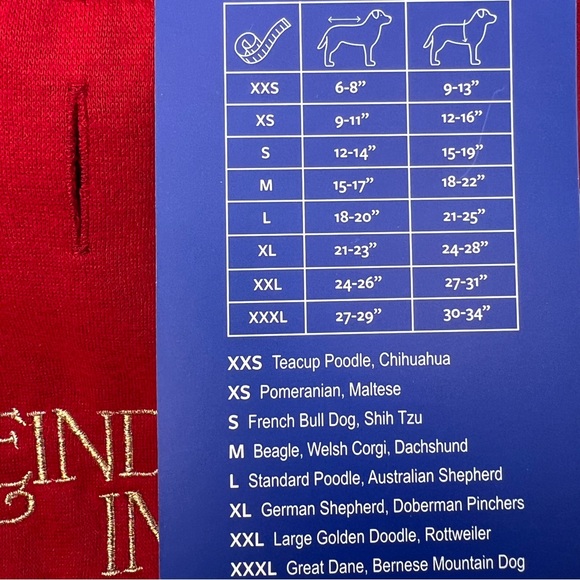 XXS 6-8” 9-13”
XS 9-11” 12-16”
S 12-14” 15-19”
M 15-17” 18-22”
L 18-20” 21-25”
XL 21-23” 24-28”
XXL 24-26” 27-31”
XXXL 27-29” 30-34”
XXS Teacup Poodle, Chihuahua
XS Pomeranian, Maltese
S French Bull Dog, Shih Tzu
M Beagle, Welsh Corgi, Dachshund
L Standard Poodle, Australian Shepherd
XL German Shepherd, Doberman Pinchers
XXL Large Golden Doodle, Rottweiler
XXXL Great Dane, Bernese Mountain Dog
EIND
IN